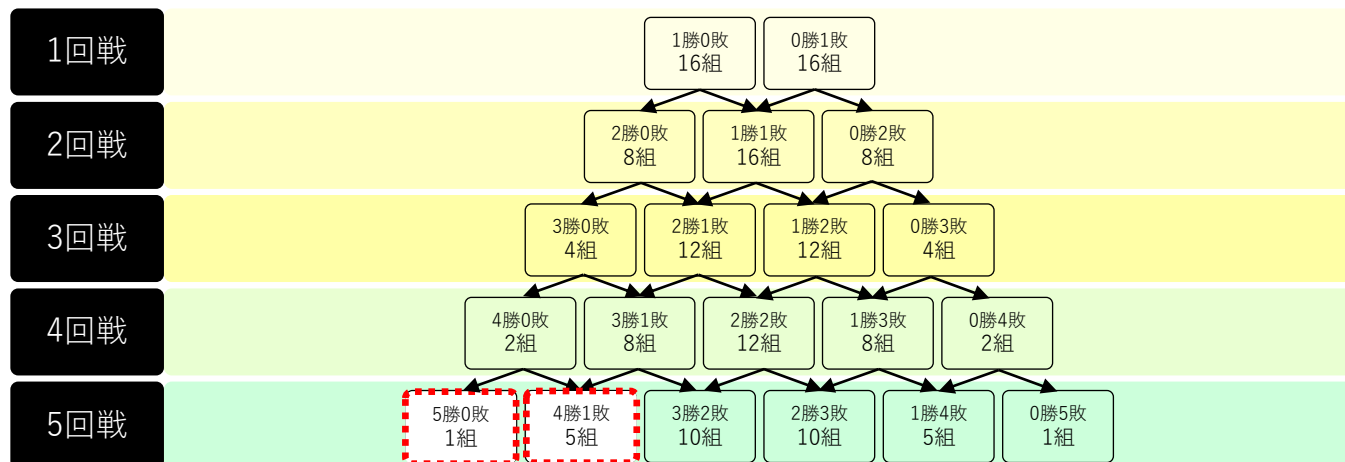 1回戦
1勝0敗
16組
0勝1敗
16組
2回戦
2勝0敗
8組
1勝1敗
16組
0勝2敗
8組
3回戦
3勝0敗
4組
2勝1敗
12組
1勝2敗
12組
0勝3敗
4組
4回戦
4勝0敗
2組
3勝1敗
8組
2勝2敗
12組
1勝3敗
8組
0勝4敗
2組
5回戦
5勝0敗
1組
4勝1敗
5組
3勝2敗
10組
2勝3敗
10組
1勝4敗
5組
0勝5敗
1組